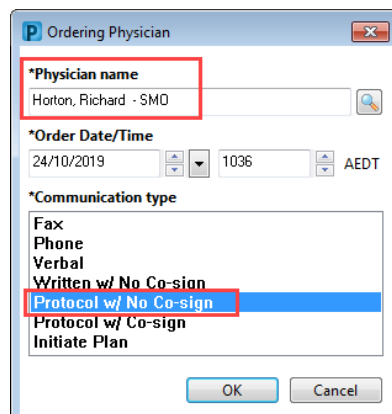 P Ordering Physician
*Physician name
Horton, Richard - SMO
*Order Date/Time
24/10/2019 1036 AEDT
*Communication type
Fax
Phone
Verbal
Written w/ No Co-sign
Protocol w/ No Co-sign
Protocol w/ Co-sign
Initiate Plan
OK Cancel